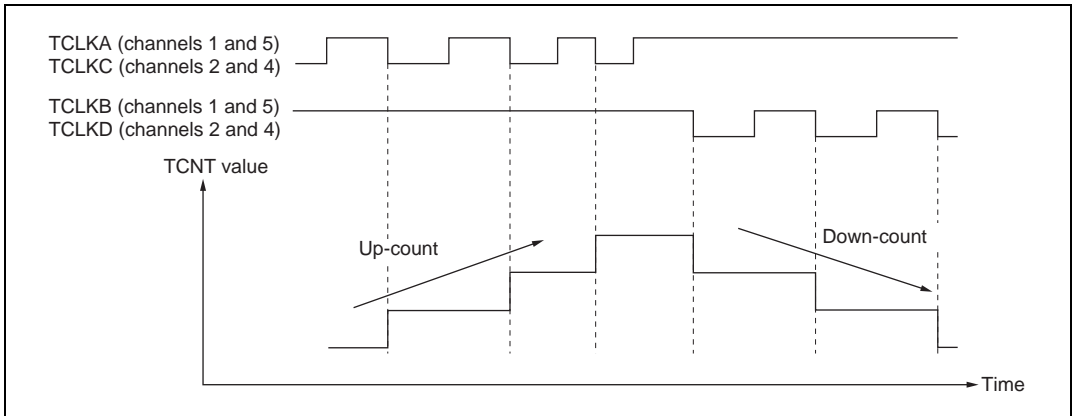 TCLKA (channels 1 and 5)
TCLKC (channels 2 and 4)
TCLKB (channels 1 and 5)
TCLKD (channels 2 and 4)
TCNT value
Up-count
Down-count
Time